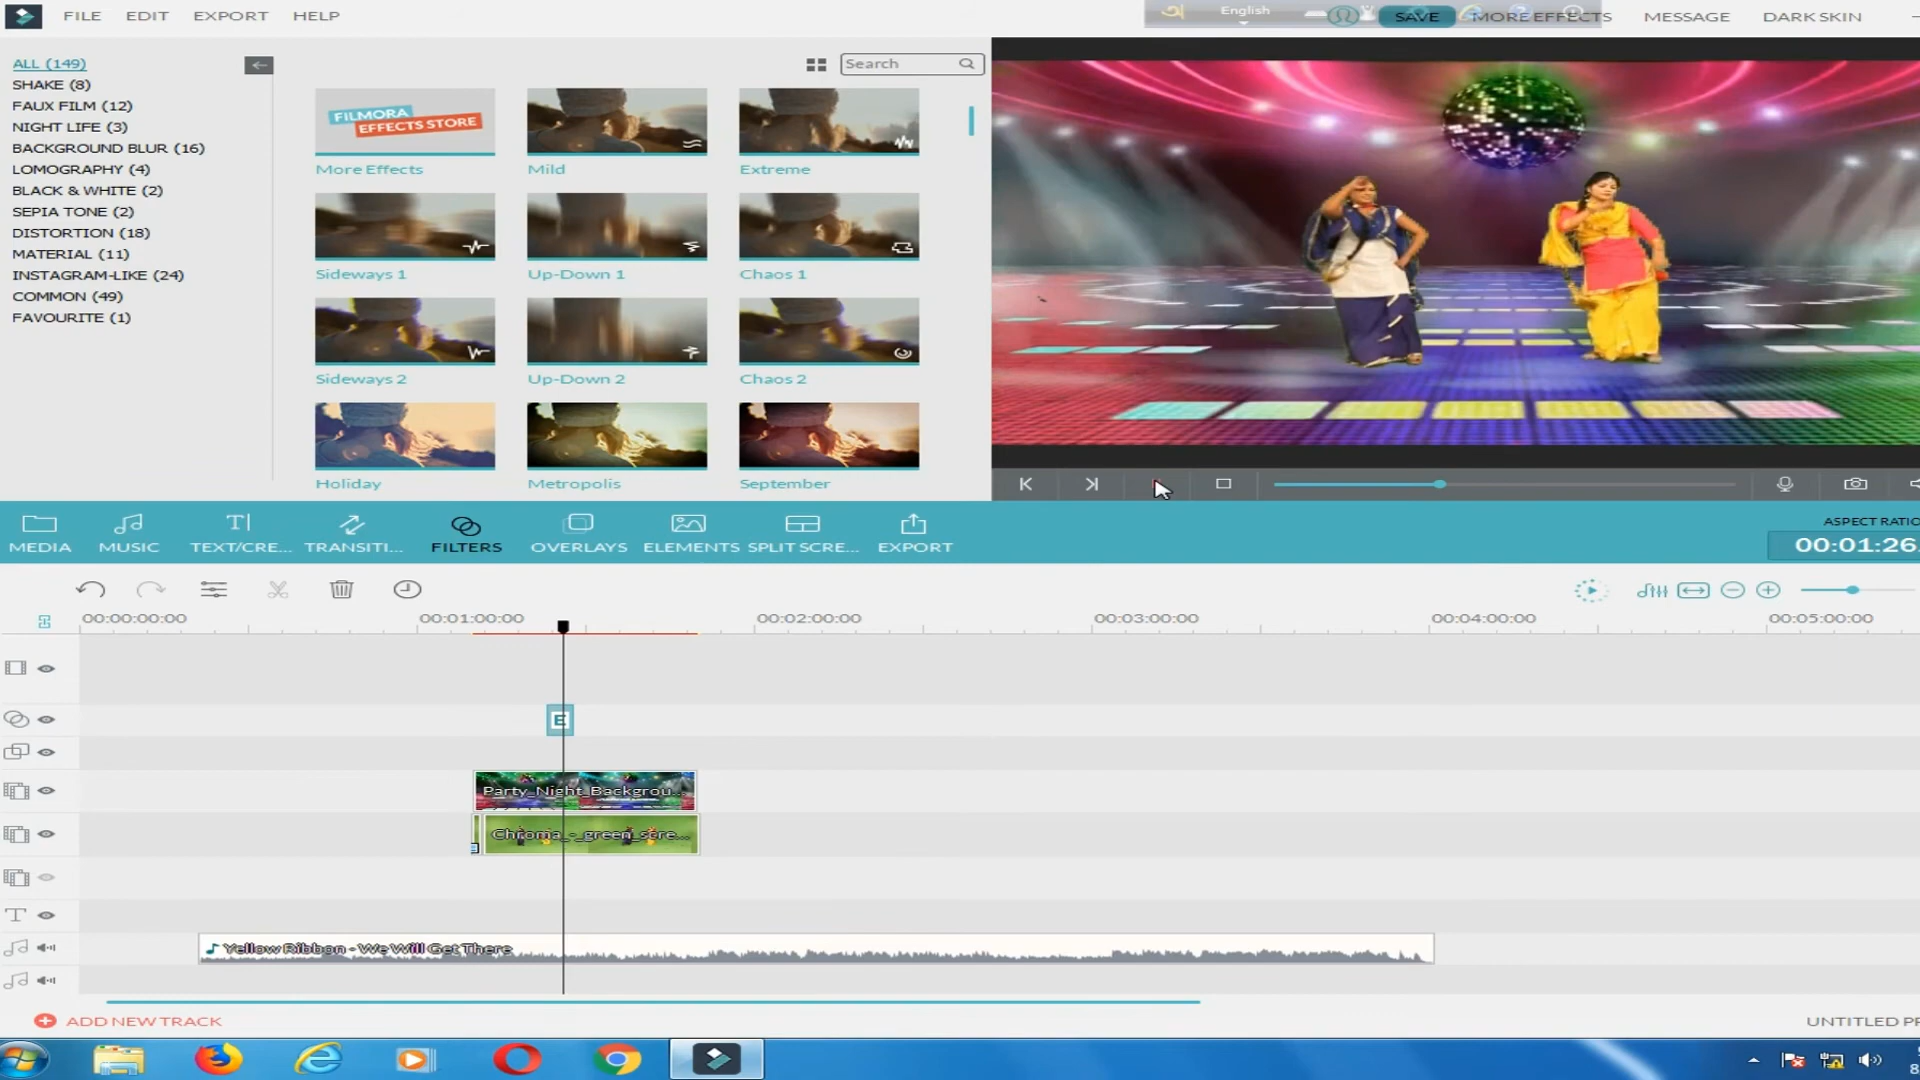 FILE EDIT EXPORT HELP
English
SAVE MORE EFFECTS MESSAGE DARK SKIN
ALL (149)
SHAKE (8)
FAUX FILM (12)
NIGHT LIFE (3)
BACKGROUND BLUR (16)
LOMOGRAPHY (4)
BLACK & WHITE (2)
SEPIA TONE (2)
DISTORTION (18)
MATERIAL (11)
INSTAGRAM-LIKE (24)
COMMON (49)
FAVOURITE (1)
Search
FILMORA
EFFECTS STORE
More Effects Mild Extreme
Sideways 1 Up-Down 1 Chaos 1
Sideways 2 Up-Down 2 Chaos 2
Holiday Metropolis September
MEDIA MUSIC TEXT/CRE... TRANSITI... FILTERS OVERLAYS ELEMENTS SPLIT SCRE... EXPORT
ASPECT RATIO
00:01:26.
00:00:00:00 00:01:00:00 00:02:00:00 00:03:00:00 00:04:00:00 00:05:00:00
E
Party_Night_Backgrou...
Chroma_-_green_scre...
Yellow Ribbon - We Will Get There
ADD NEW TRACK
UNTITLED PR